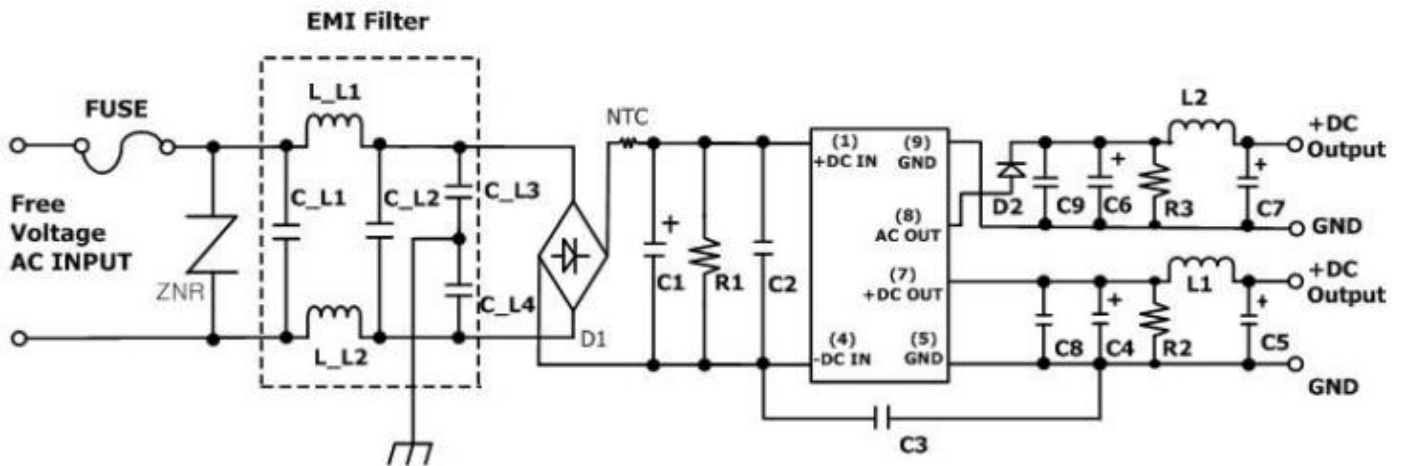 EMI Filter
FUSE
L_L1
NTC
L2
+DC
Output
(1)
+DC IN
(9)
GND
C_L1
C_L2
C_L3
+
+
+
D2
C9
C6
R3
C7
Free
Voltage
AC INPUT
(8)
AC OUT
GND
ZNR
C1
R1
C2
(7)
+DC OUT
+DC
Output
L1
C_L4
+
+
D1
(4)
-DC IN
(5)
GND
C8
C4
R2
C5
L_L2
GND
C3